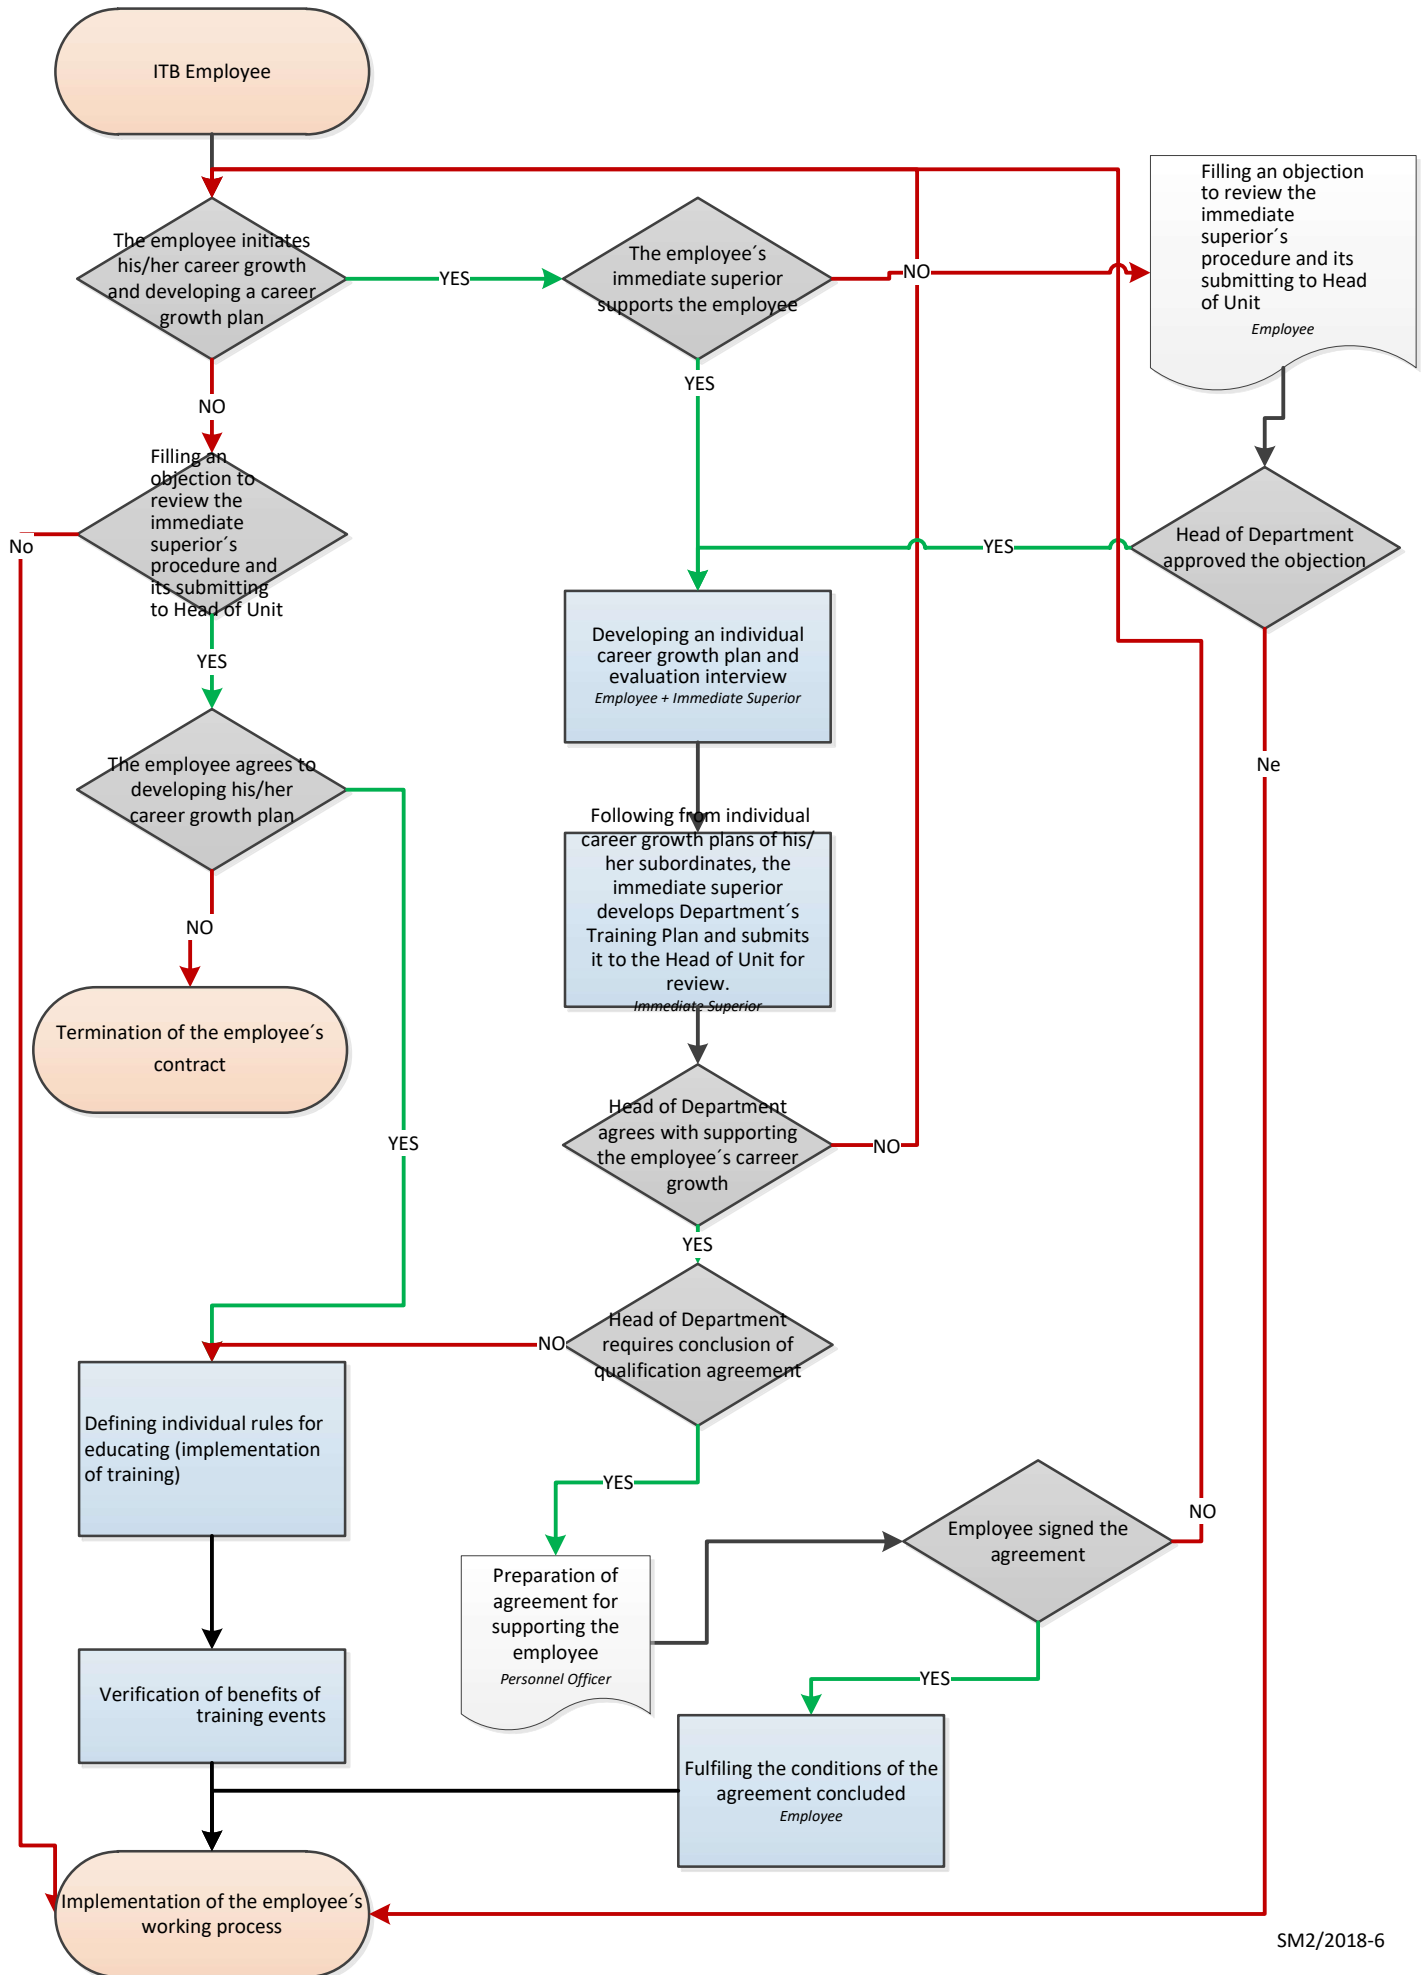 ITB Employee
The employee initiates
his/her career growth
and developing a career
growth plan
YES
The employee´s
immediate superior
supports the employee
NO
Filling an objection
to review the
immediate
superior´s
procedure and its
submitting to Head
of Unit
Employee
NO
YES
Filling an
objection to
review the
immediate
superior´s
procedure and
its submitting
to Head of Unit
No
Head of Department
approved the objection
YES
YES
Developing an individual
career growth plan and
evaluation interview
Employee + Immediate Superior
The employee agrees to
developing his/her
career growth plan
Ne
Following from individual
career growth plans of his/
her subordinates, the
immediate superior
develops Department´s
Training Plan and submits
it to the Head of Unit for
review.
Immediate Superior
NO
Termination of the employee´s
contract
YES
Head of Department
agrees with supporting
the employee´s carreer
growth
NO
YES
Head of Department
requires conclusion of
qualification agreement
NO
Defining individual rules for
educating (implementation
of training)
YES
Employee signed the
agreement
NO
Preparation of
agreement for
supporting the
employee
Personnel Officer
YES
Verification of benefits of
training events
Fulfiling the conditions of the
agreement concluded
Employee
Implementation of the employee´s
working process
SM2/2018-6